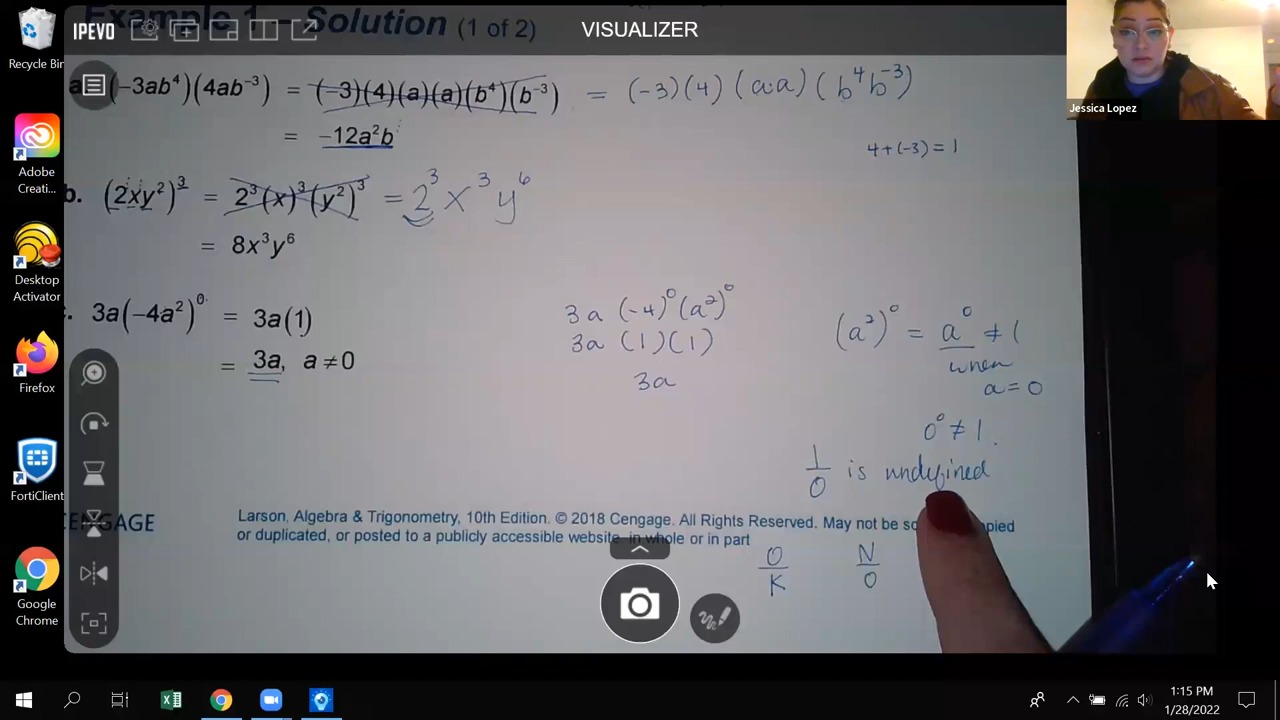 Example 1 – Solution (1 of 2)
IPEVO
VISUALIZER
Recycle Bin
Jessica Lopez
a (-3ab⁴)(4ab⁻³) = (-3)(4)(a)(a)(b⁴)(b⁻³) = (-3)(4)(aa)(b⁴b⁻³)
= -12a²b
4+(-3)=1
b. (2xy²)³ = 2³(x)³(y²)³ = 2³x³y⁶
= 8x³y⁶
c. 3a(-4a²)⁰ = 3a(1)
= 3a, a≠0
3a (-4)⁰(a²)⁰
3a (1)(1)
3a
(a²)⁰ = a⁰ ≠ 1
when
a=0
0⁰ ≠ 1.
1/0 is undefined
CENGAGE
Larson, Algebra & Trigonometry, 10th Edition. © 2018 Cengage. All Rights Reserved. May not be sc opied
or duplicated, or posted to a publicly accessible website, in whole or in part
0/K N/0
Adobe
Creati...
Desktop
Activator
Firefox
FortiClient
Google
Chrome
1:15 PM
1/28/2022